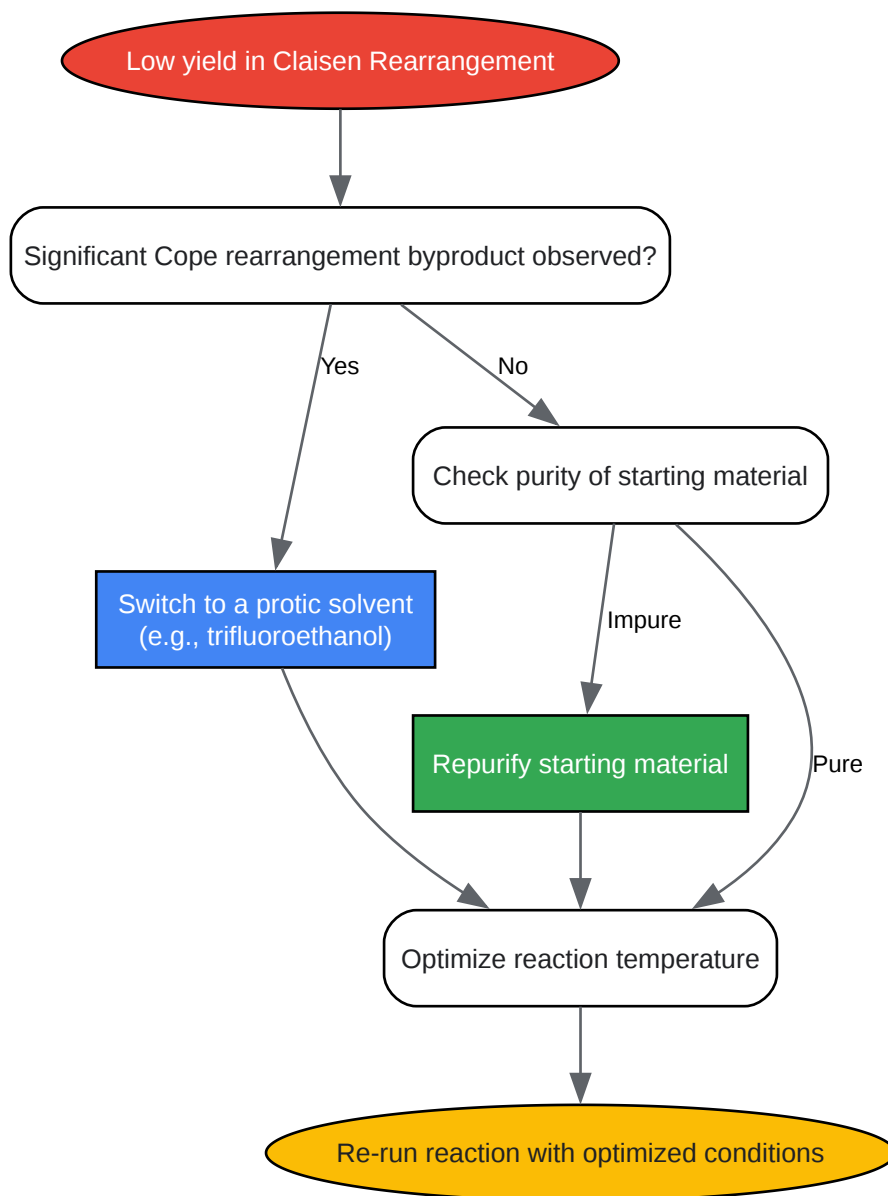 Low yield in Claisen Rearrangement
Significant Cope rearrangement byproduct observed?
Yes
No
Check purity of starting material
Switch to a protic solvent
(e.g., trifluoroethanol)
Impure
Repurify starting material
Pure
Optimize reaction temperature
Re-run reaction with optimized conditions